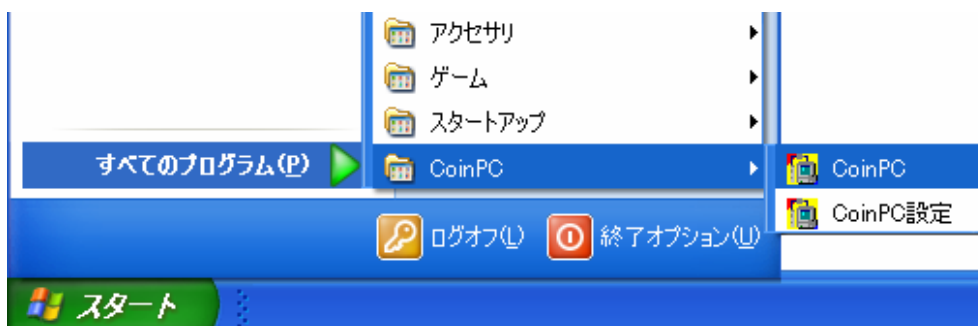 アクセサリ
ゲーム
スタートアップ
すべてのプログラム(P)
CoinPC
CoinPC
CoinPC設定
ログオフ(L)
終了オプション(U)
スタート